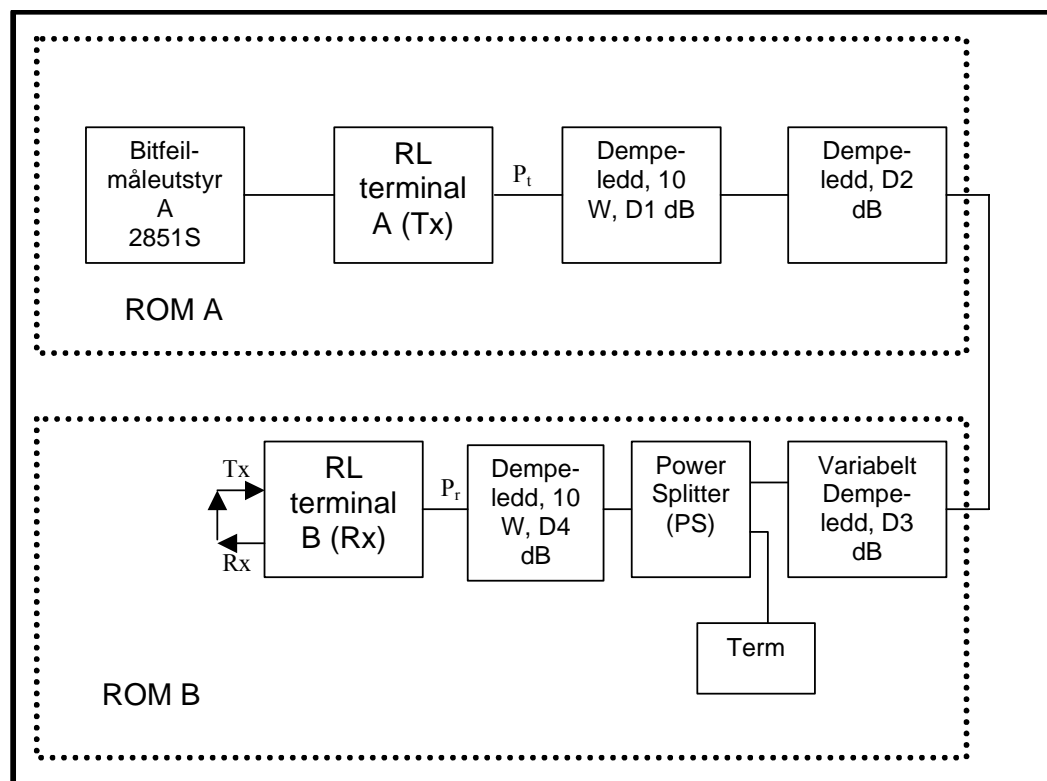 Bitfeil-
måleutstyr
A
2851S
RL
terminal
A (Tx)
Pt
Dempe-
ledd, 10
W, D1 dB
Dempe-
ledd, D2
dB
ROM A
Tx
Rx
RL
terminal
B (Rx)
Pr
Dempe-
ledd, 10
W, D4
dB
Power
Splitter
(PS)
Variabelt
Dempe-
ledd, D3
dB
Term
ROM B